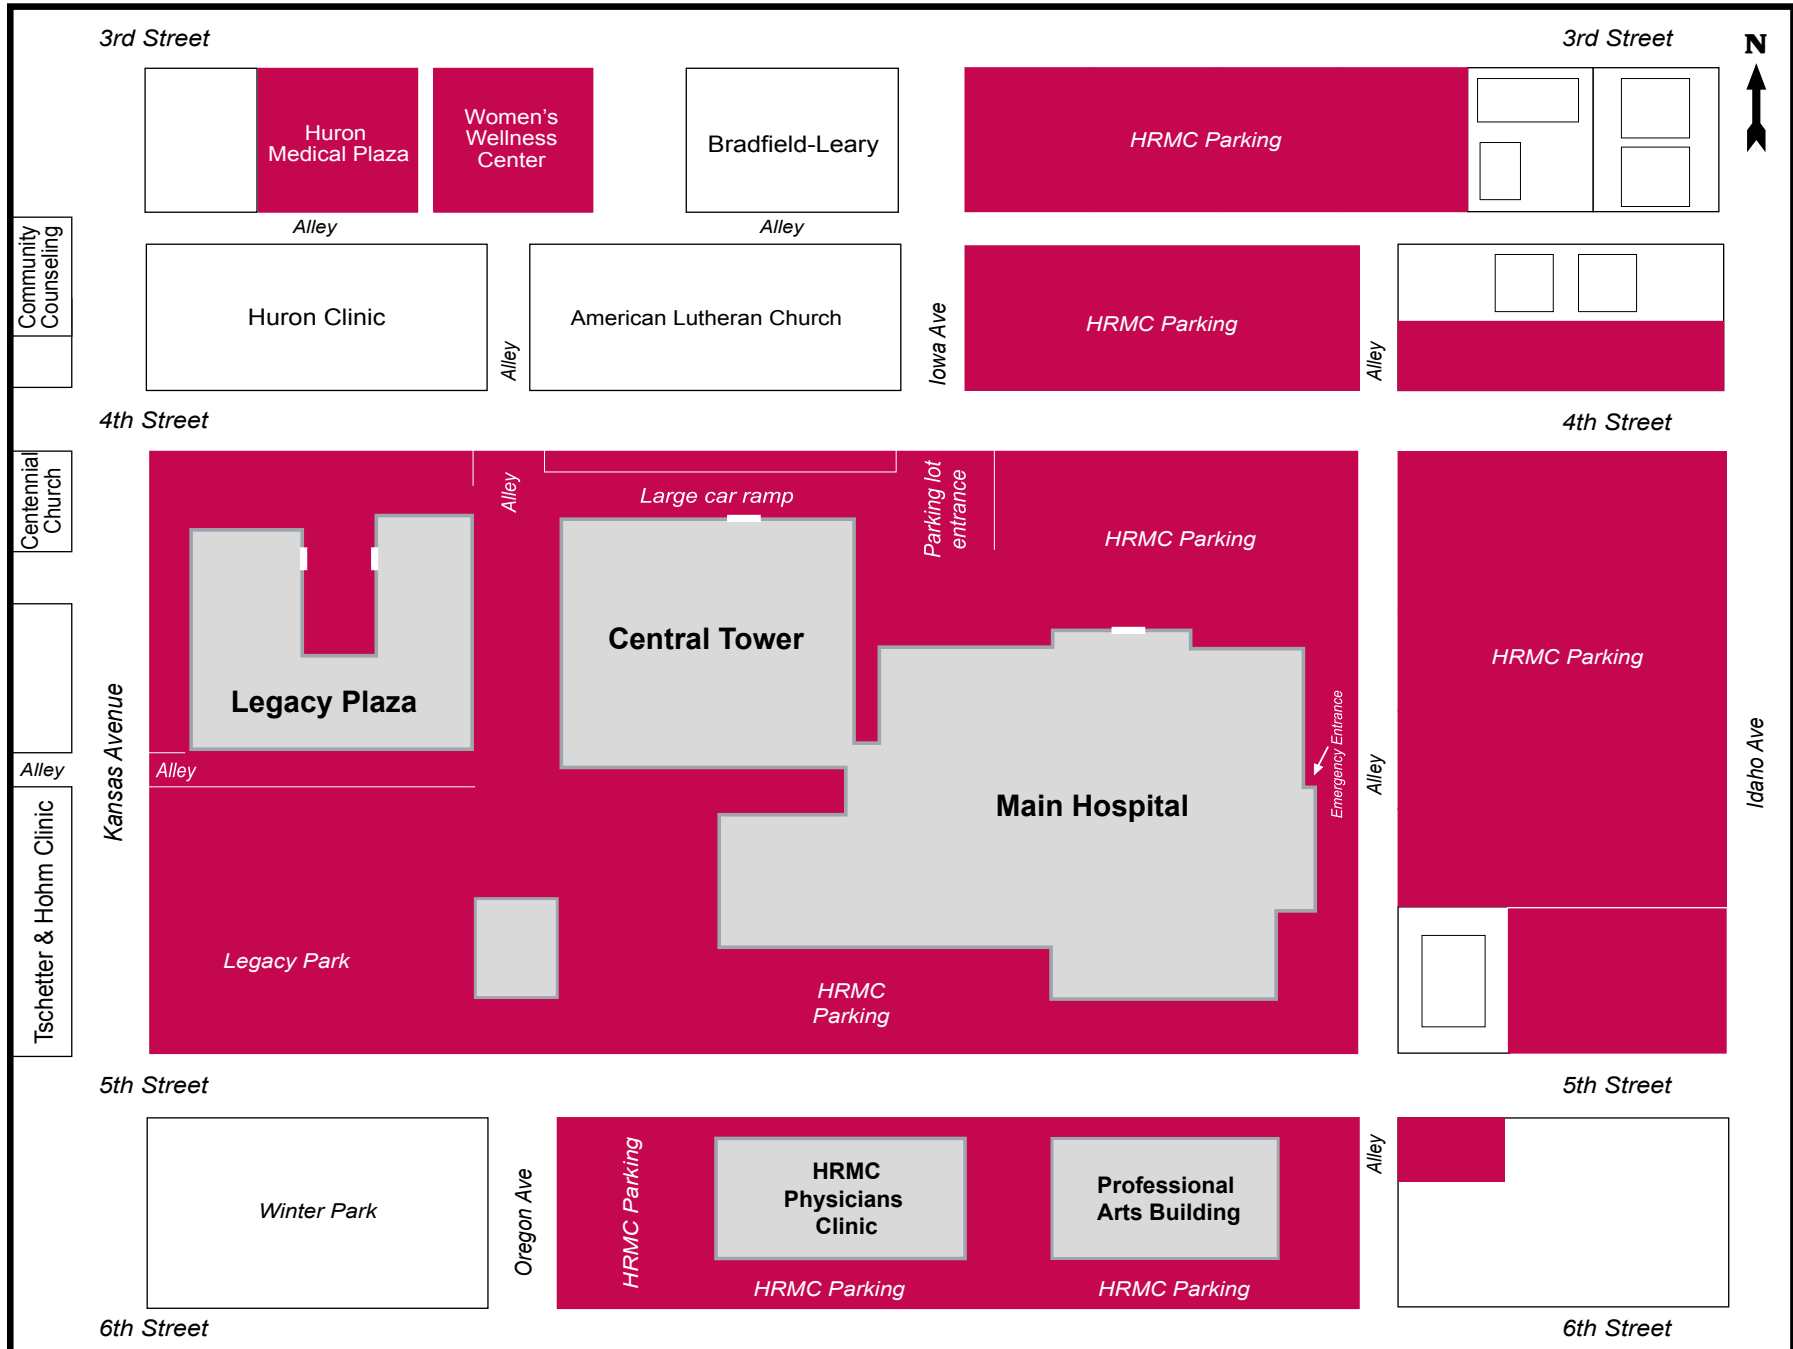 3rd Street
3rd Street
N
Huron
Medical Plaza
Women's
Wellness
Center
Bradfield-Leary
HRMC Parking
Alley
Alley
Community
Counseling
Huron Clinic
Alley
American Lutheran Church
Iowa Ave
HRMC Parking
Alley
4th Street
4th Street
Centennial
Church
Alley
Large car ramp
Parking lot
entrance
HRMC Parking
Central Tower
Legacy Plaza
HRMC Parking
Kansas Avenue
Emergency Entrance
Alley
Idaho Ave
Alley
Alley
Main Hospital
Tschetter & Hohm Clinic
Legacy Park
HRMC
Parking
5th Street
5th Street
Winter Park
Oregon Ave
HRMC Parking
HRMC
Physicians
Clinic
Professional
Arts Building
Alley
HRMC Parking
HRMC Parking
6th Street
6th Street